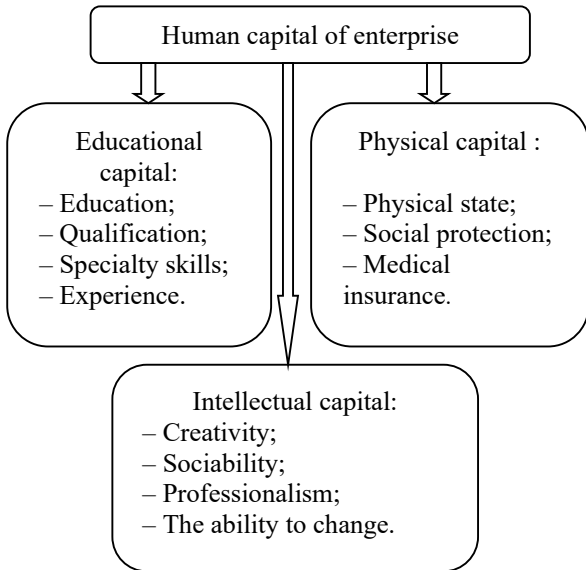 Human capital of enterprise
Educational
capital:
– Education;
– Qualification;
– Specialty skills;
– Experience.
Physical capital :
– Physical state;
– Social protection;
– Medical
insurance.
Intellectual capital:
– Creativity;
– Sociability;
– Professionalism;
– The ability to change.